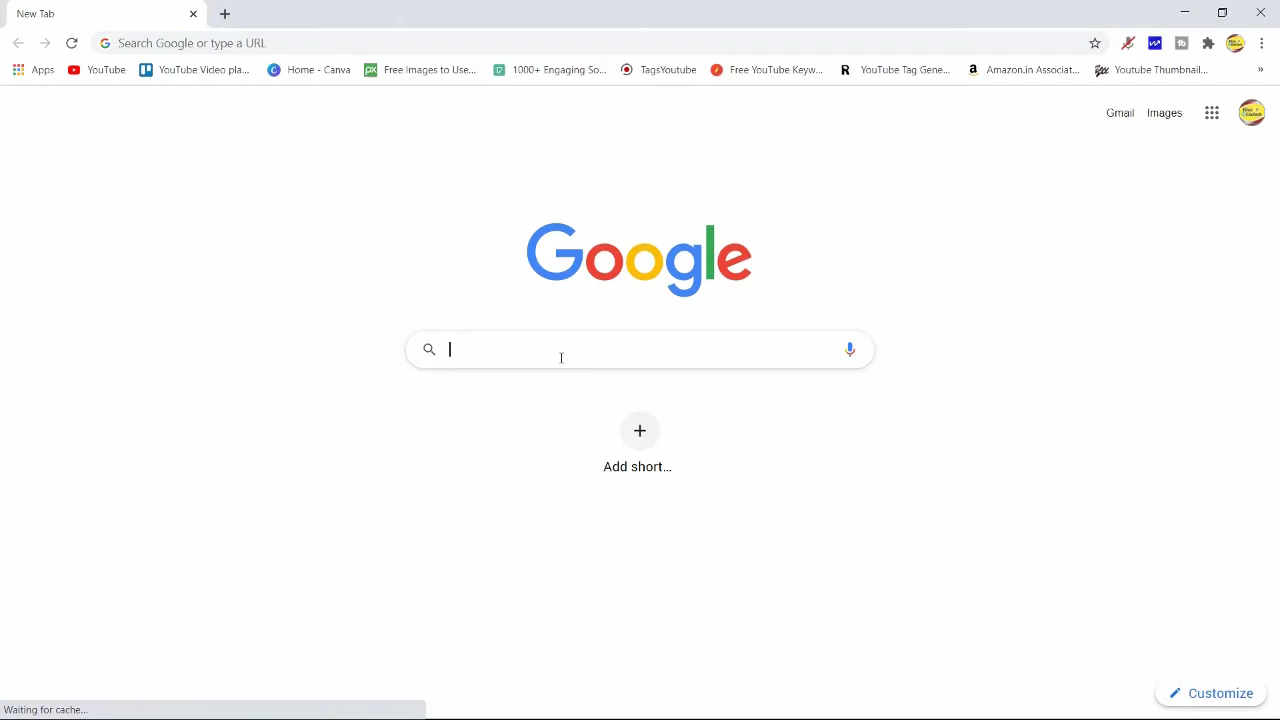 New Tab
Search Google or type a URL
Apps
YouTube
YouTube Video pla...
Home - Canva
Free Images to Use...
1000+ Engaging So...
TagsYoutube
Free YouTube Keyw...
YouTube Tag Gene...
Amazon.in Associat...
Youtube Thumbnail...
»
Gmail
Images
Google
Add short...
Customize
Waiting for cache...